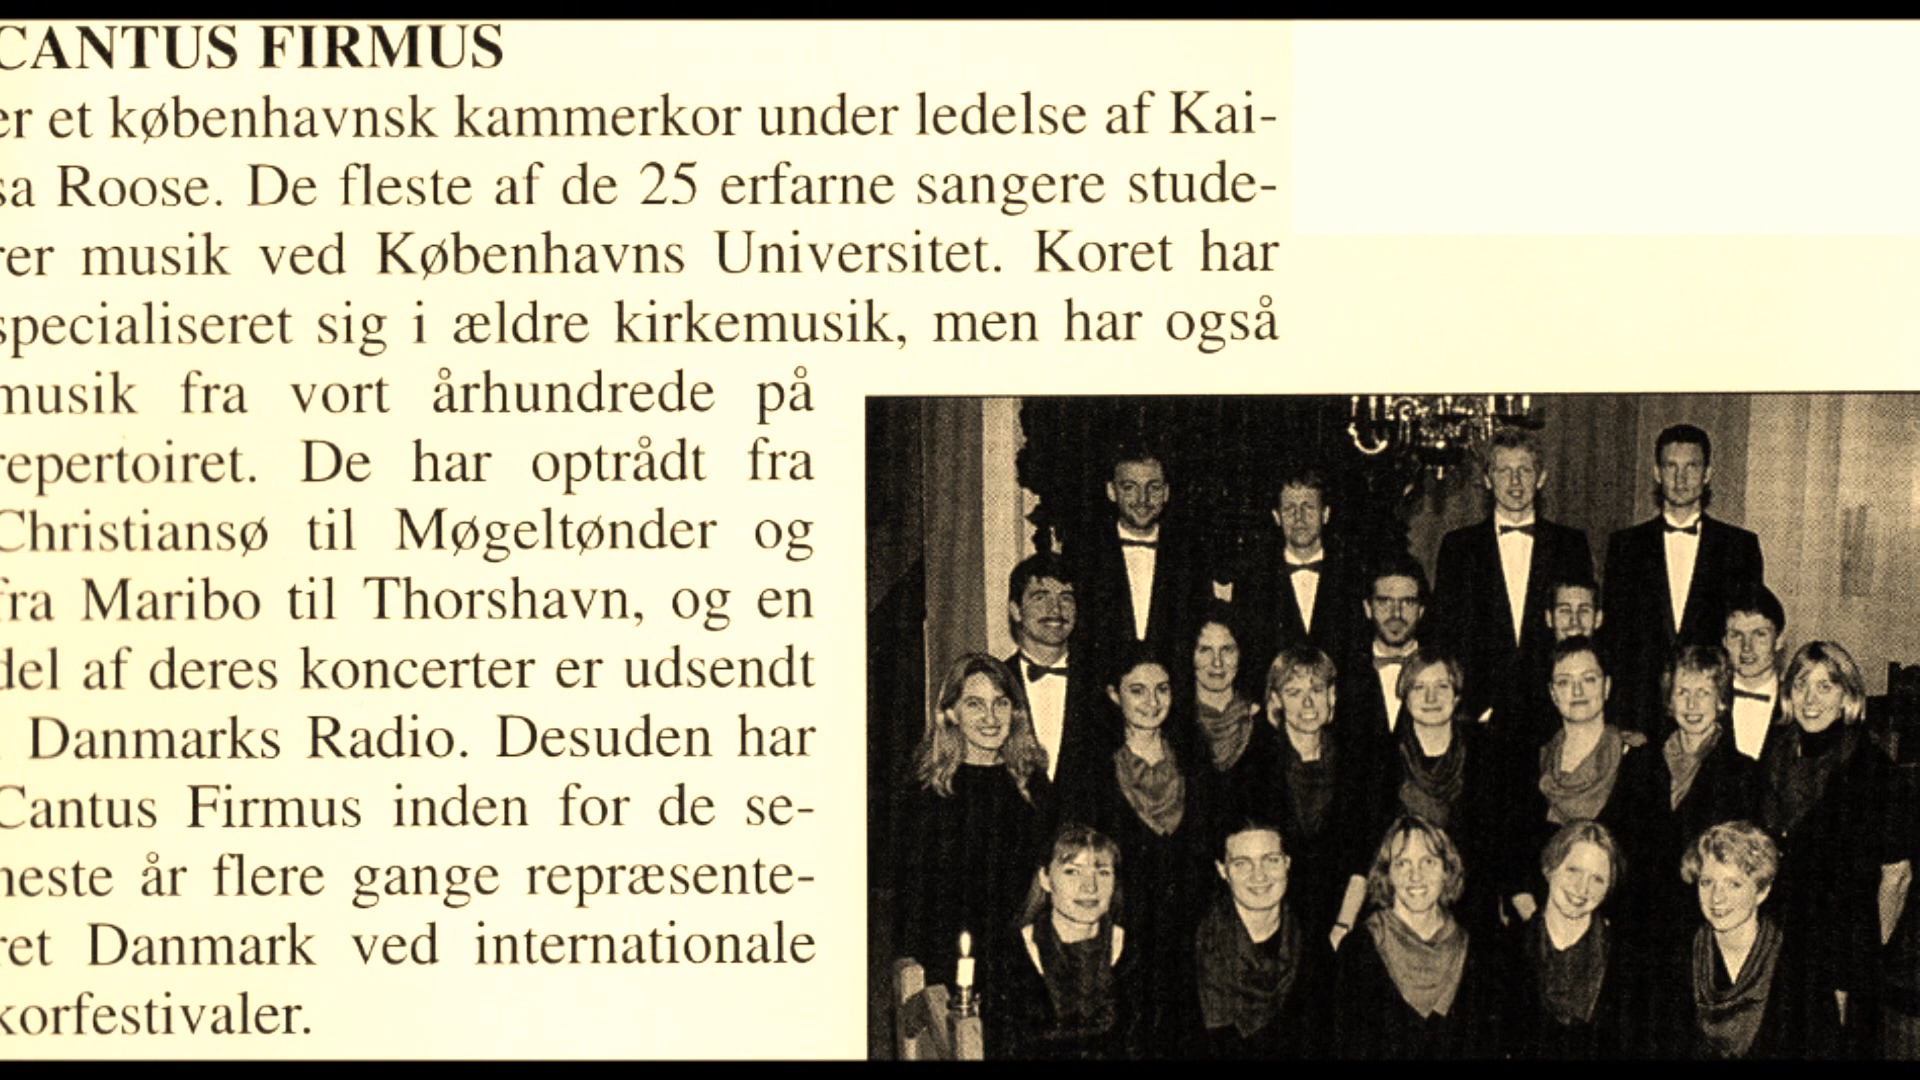 CANTUS FIRMUS
er et københavnsk kammerkor under ledelse af Kai-
sa Roose. De fleste af de 25 erfarne sangere stude-
rer musik ved Københavns Universitet. Koret har
specialiseret sig i ældre kirkemusik, men har også
musik fra vort århundrede på
repertoiret. De har optrådt fra
Christiansø til Møgeltønder og
fra Maribo til Thorshavn, og en
del af deres koncerter er udsendt
i Danmarks Radio. Desuden har
Cantus Firmus inden for de se-
neste år flere gange repræsente-
ret Danmark ved internationale
korfestivaler.